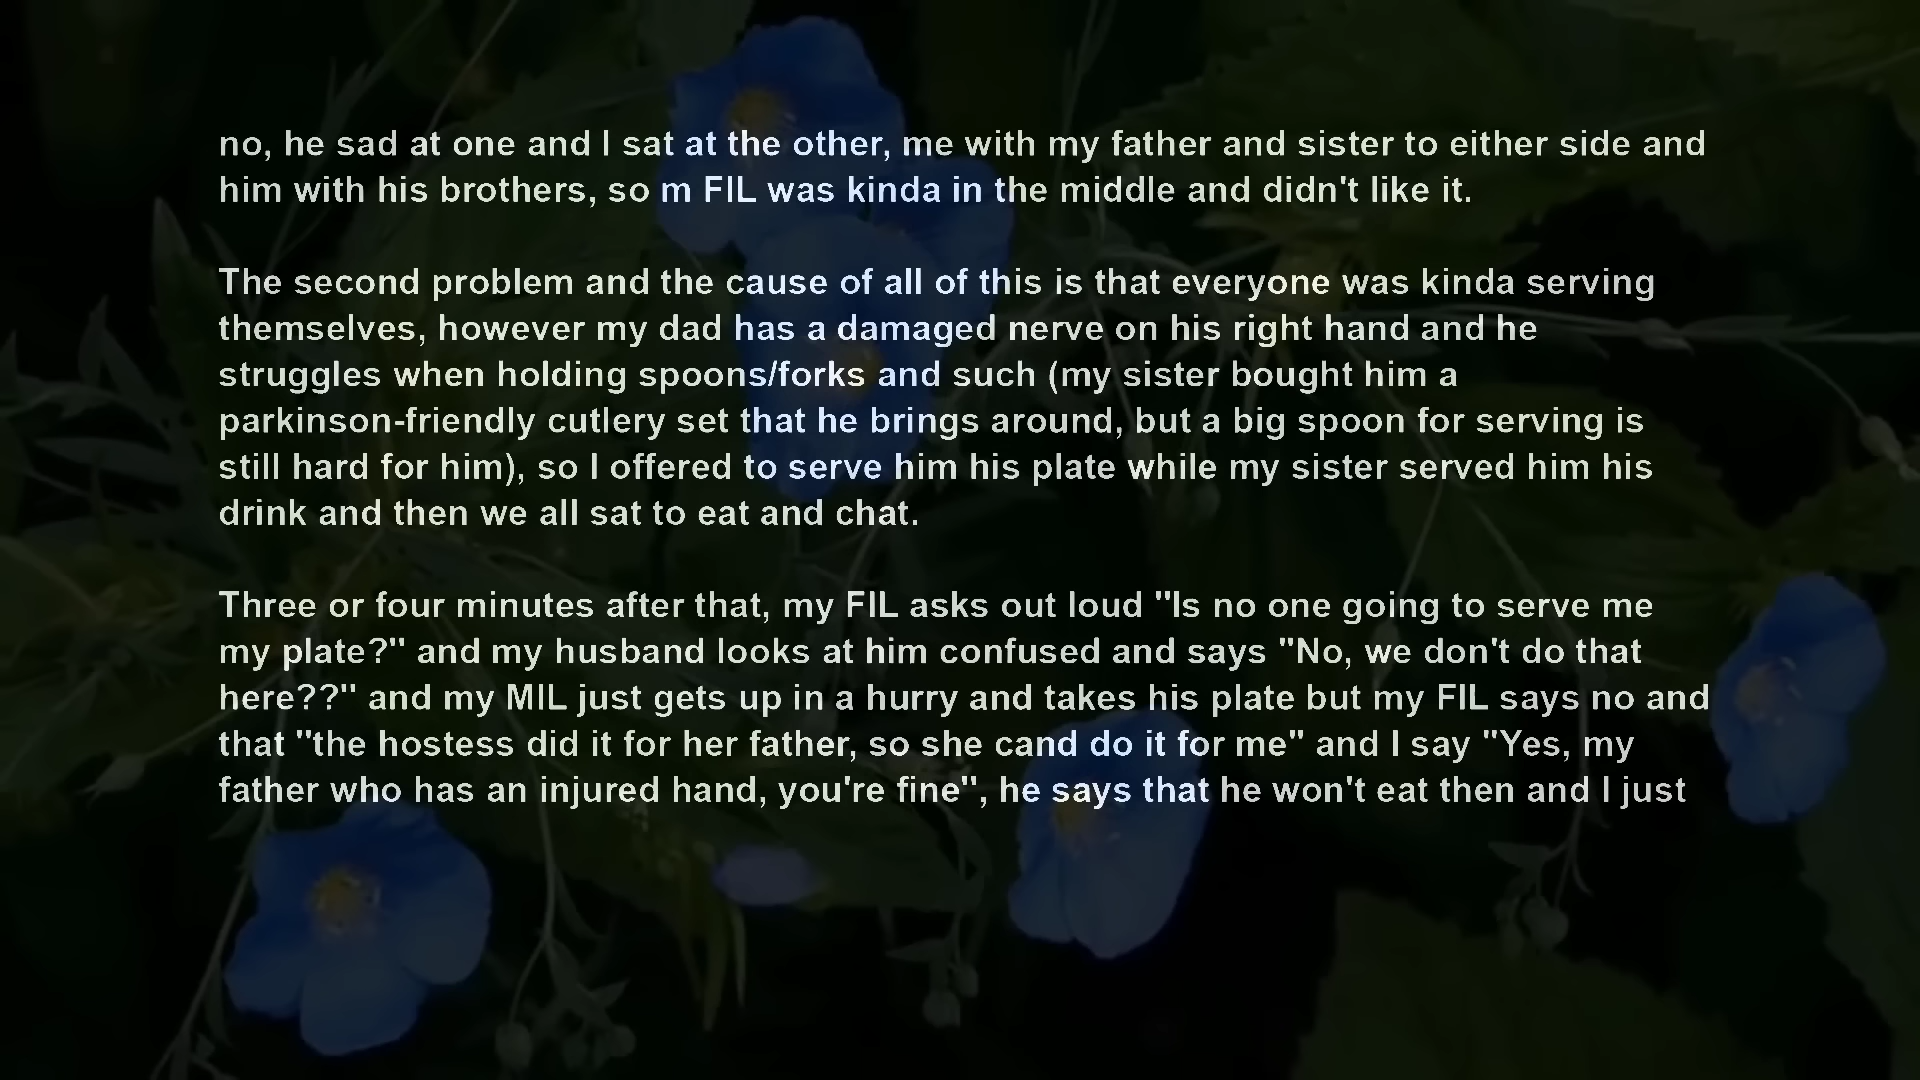 no, he sad at one and I sat at the other, me with my father and sister to either side and
him with his brothers, so m FIL was kinda in the middle and didn't like it.
The second problem and the cause of all of this is that everyone was kinda serving
themselves, however my dad has a damaged nerve on his right hand and he
struggles when holding spoons/forks and such (my sister bought him a
parkinson-friendly cutlery set that he brings around, but a big spoon for serving is
still hard for him), so I offered to serve him his plate while my sister served him his
drink and then we all sat to eat and chat.
Three or four minutes after that, my FIL asks out loud "Is no one going to serve me
my plate?" and my husband looks at him confused and says "No, we don't do that
here??" and my MIL just gets up in a hurry and takes his plate but my FIL says no and
that "the hostess did it for her father, so she cand do it for me" and I say "Yes, my
father who has an injured hand, you're fine", he says that he won't eat then and I just